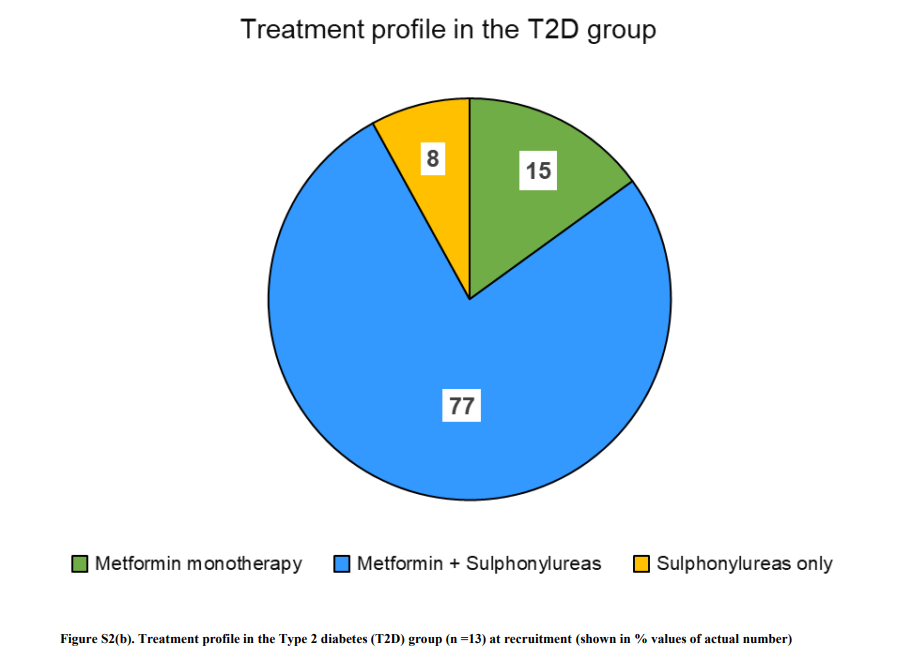 Treatment profile in the T2D group
8
15
77
Metformin monotherapy
Metformin + Sulphonylureas
Sulphonylureas only
Figure S2(b). Treatment profile in the Type 2 diabetes (T2D) group (n =13) at recruitment (shown in % values of actual number)